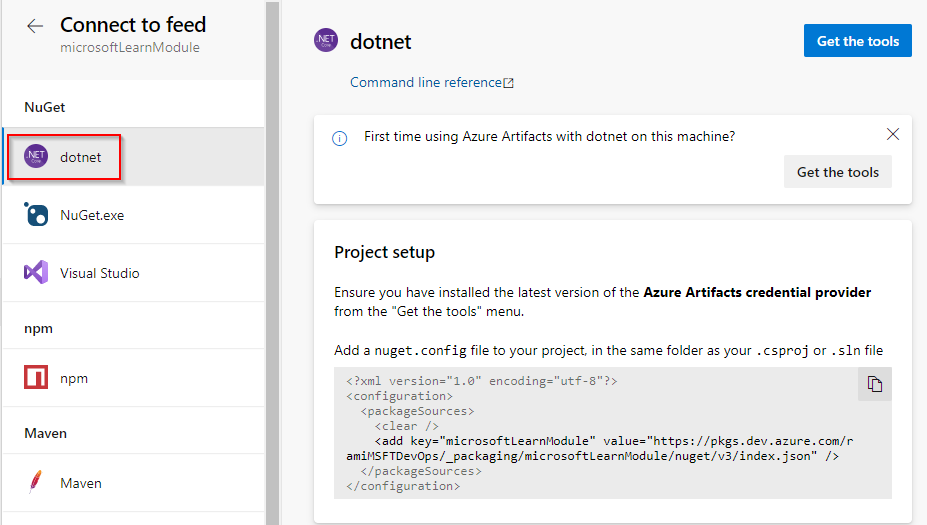 Connect to feed
microsoftLearnModule
NuGet
.NET
Core
dotnet
NuGet.exe
Visual Studio
npm
npm
Maven
Maven
.NET
Core
dotnet
Get the tools
Command line reference
First time using Azure Artifacts with dotnet on this machine?
Get the tools
Project setup
Ensure you have installed the latest version of the Azure Artifacts credential provider
from the "Get the tools" menu.
Add a nuget.config file to your project, in the same folder as your .csproj or .sln file
<?xml version="1.0" encoding="utf-8"?>
<configuration>
  <packageSources>
    <clear />
    <add key="microsoftLearnModule" value="https://pkgs.dev.azure.com/r
amiMSFTDevOps/_packaging/microsoftLearnModule/nuget/v3/index.json" />
  </packageSources>
</configuration>